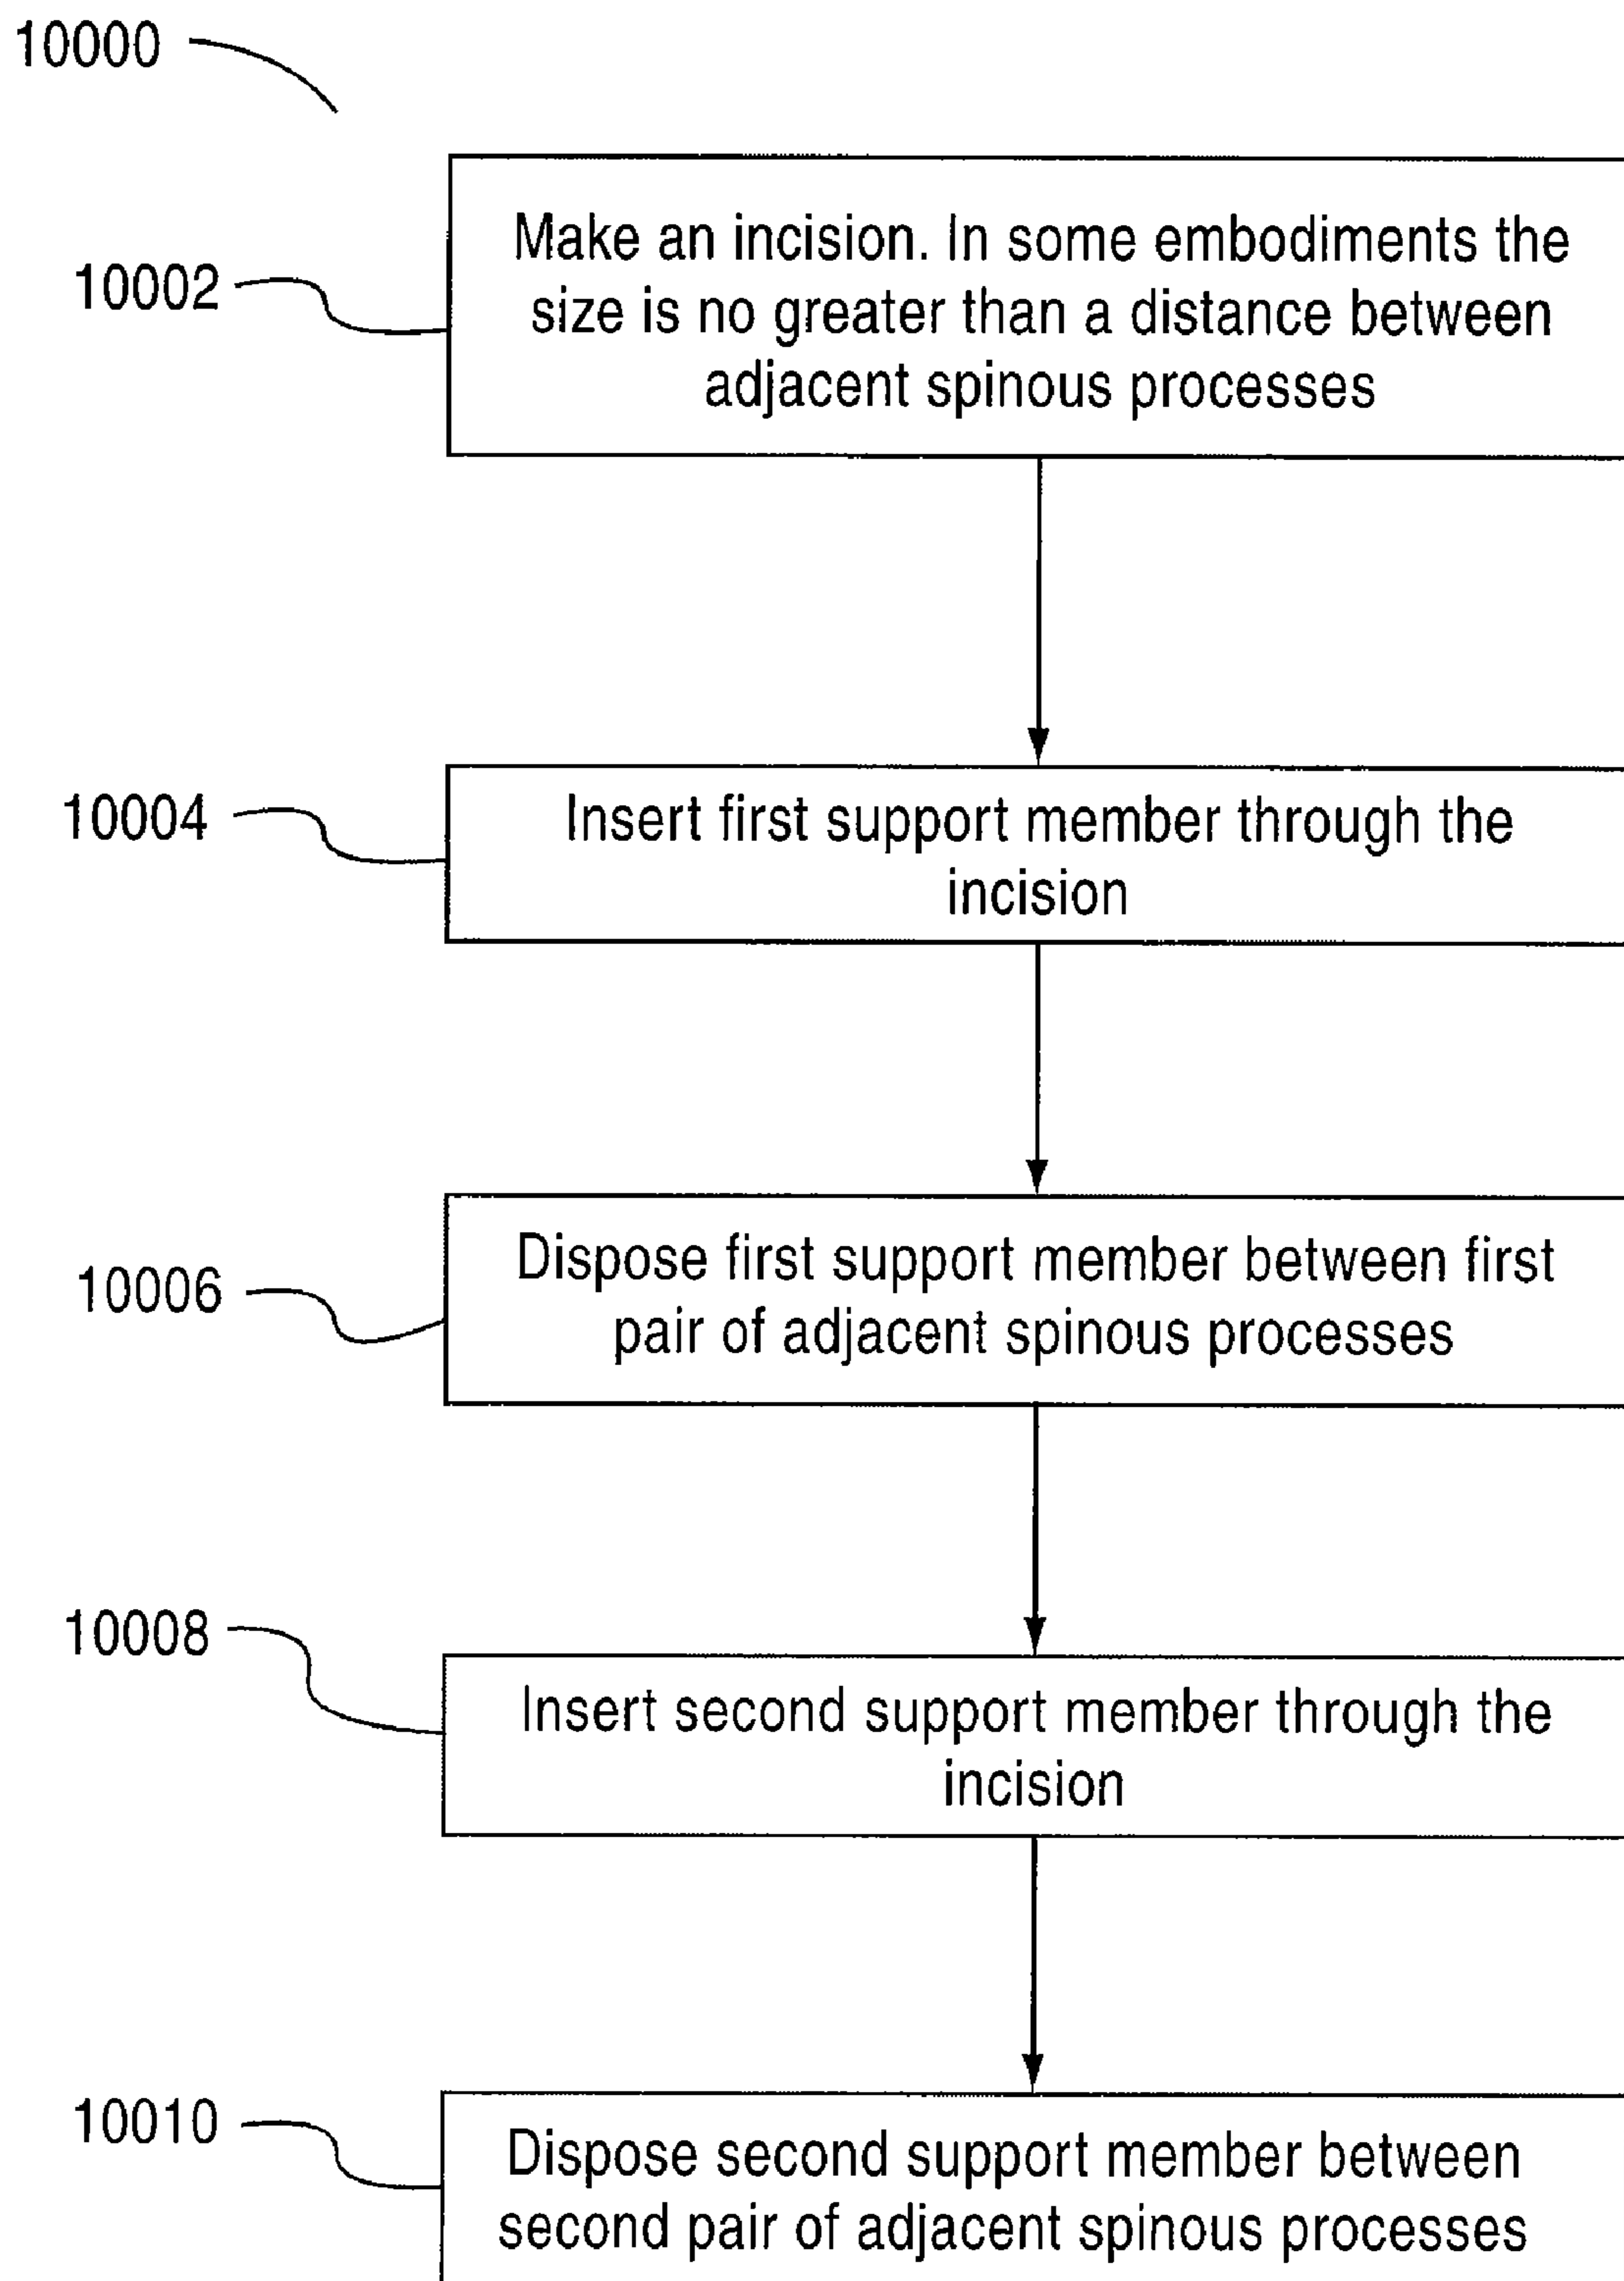 10000
10002
Make an incision. In some embodiments the
size is no greater than a distance between
adjacent spinous processes
10004
Insert first support member through the
incision
10006
Dispose first support member between first
pair of adjacent spinous processes
10008
Insert second support member through the
incision
10010
Dispose second support member between
second pair of adjacent spinous processes